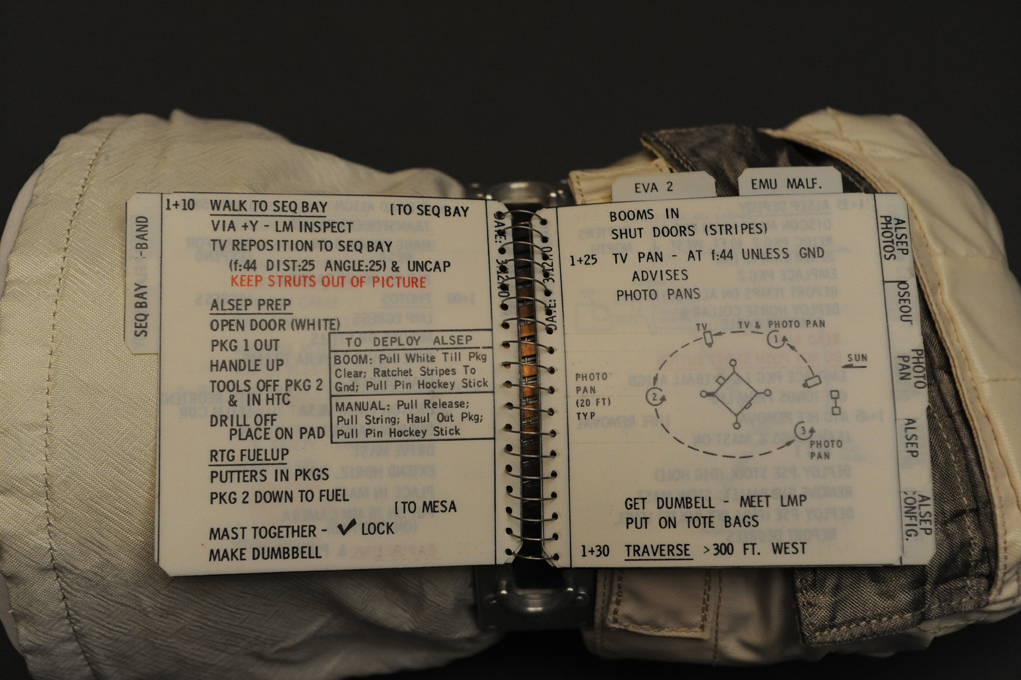 SEQ BAY
-BAND
1+10 WALK TO SEQ BAY [TO SEQ BAY
VIA +Y - LM INSPECT
TV REPOSITION TO SEQ BAY
(f:44 DIST:25 ANGLE:25) & UNCAP
KEEP STRUTS OUT OF PICTURE
ALSEP PREP
OPEN DOOR (WHITE)
PKG 1 OUT
HANDLE UP
TOOLS OFF PKG 2
& IN HTC
DRILL OFF
PLACE ON PAD
TO DEPLOY ALSEP
BOOM: Pull White Till Pkg
Clear; Ratchet Stripes To
Gnd; Pull Pin Hockey Stick
MANUAL: Pull Release;
Pull String; Haul Out Pkg;
Pull Pin Hockey Stick
RTG FUELUP
PUTTERS IN PKGS
PKG 2 DOWN TO FUEL
[TO MESA
MAST TOGETHER - ✓ LOCK
MAKE DUMBBELL
DATE:
DATE:
EVA 2
EMU MALF.
BOOMS IN
SHUT DOORS (STRIPES)
1+25 TV PAN - AT f:44 UNLESS GND
ADVISES
PHOTO PANS
TV
TV & PHOTO PAN
1
SUN
PHOTO
PAN
(20 FT)
TYP
2
3
PHOTO
PAN
GET DUMBELL - MEET LMP
PUT ON TOTE BAGS
1+30 TRAVERSE >300 FT. WEST
ALSEP
PHOTOS
PHOTO
PAN
ALSEP
ALSEP
CONFIG.